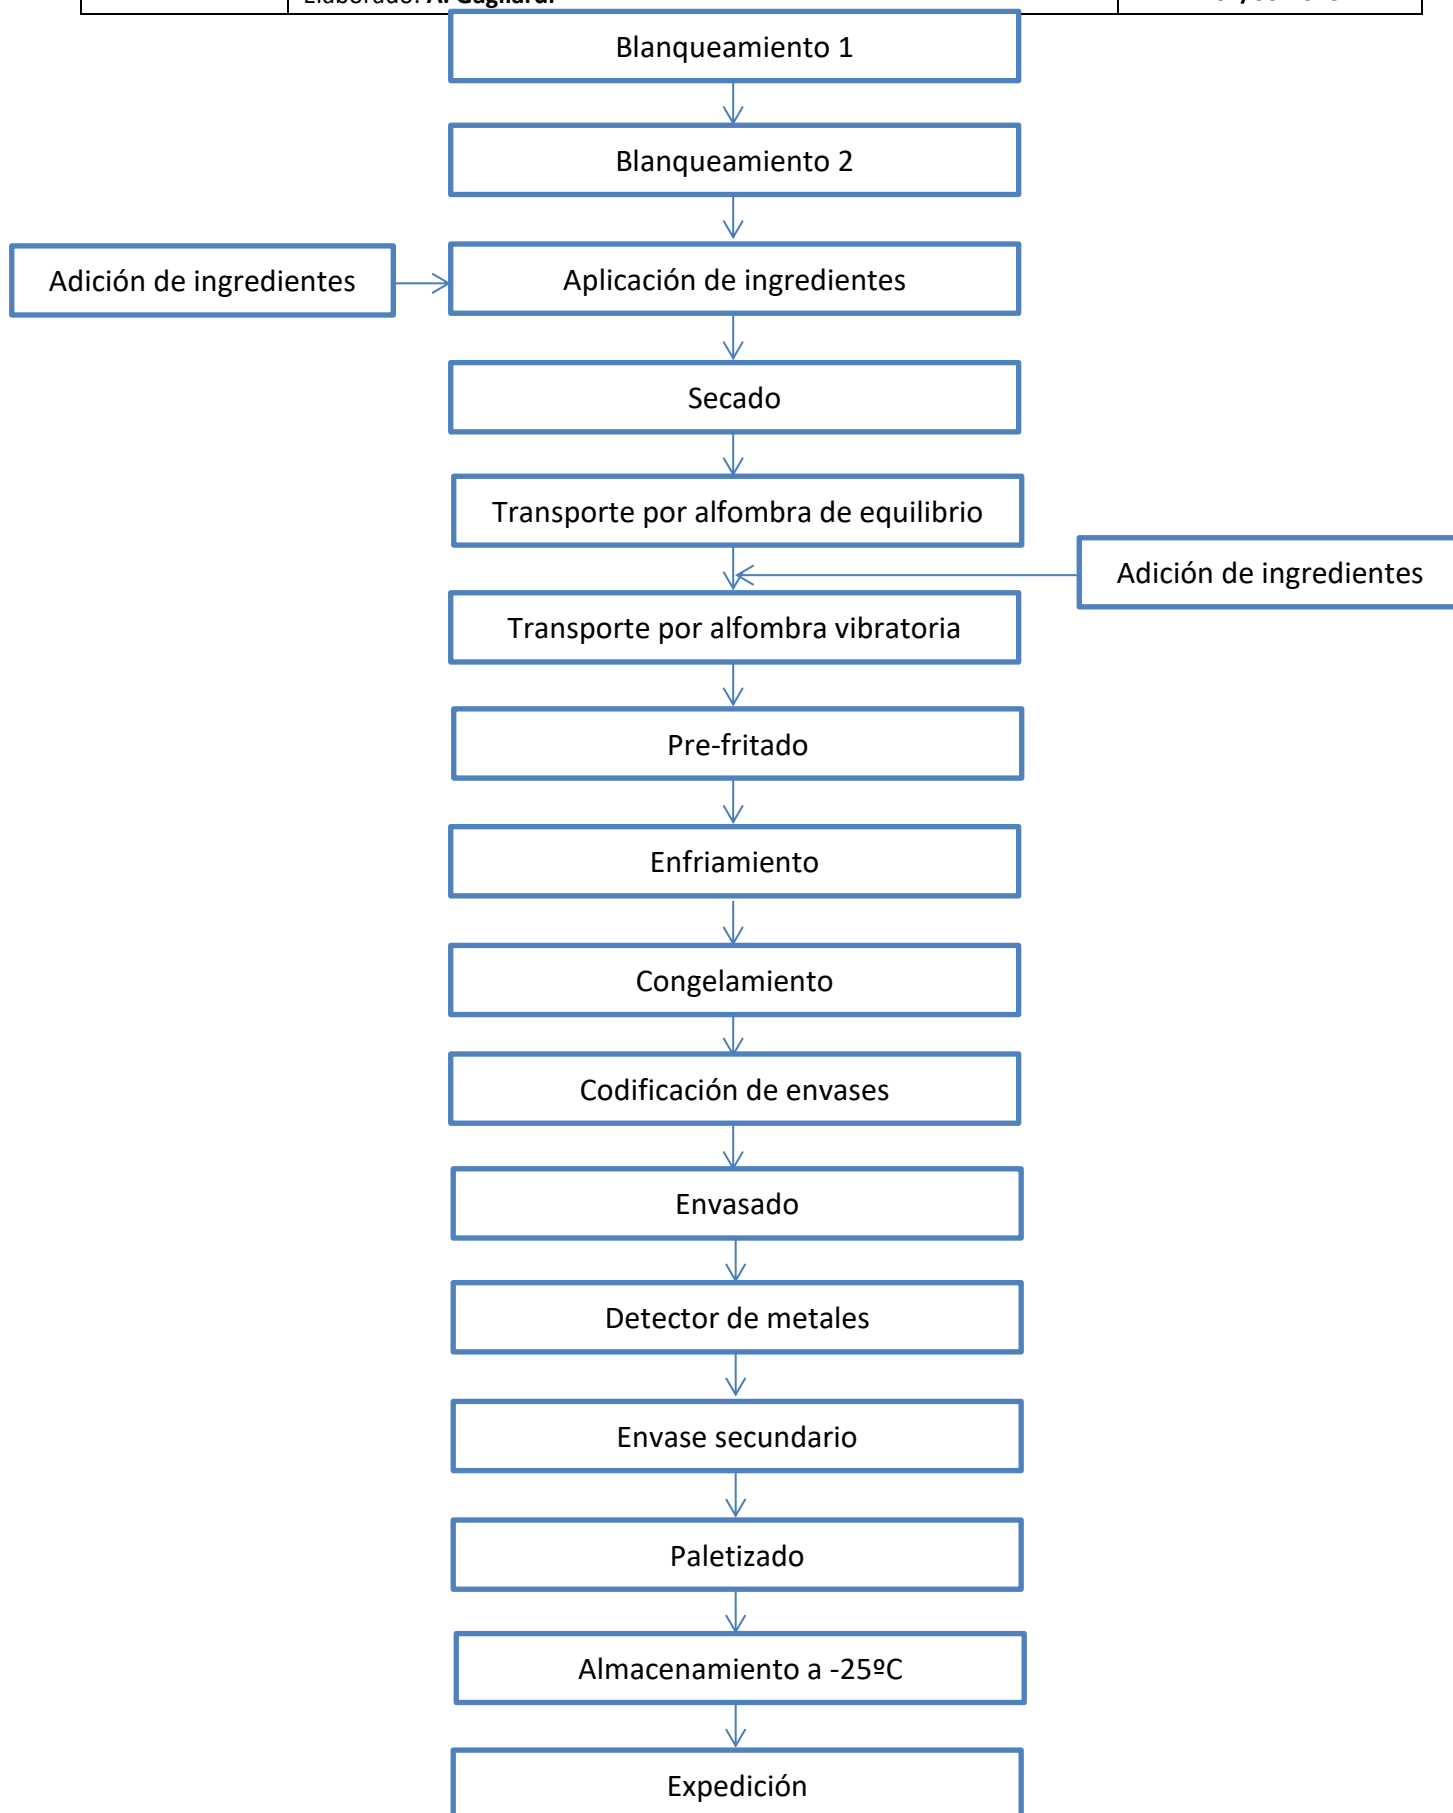 Elaborado: A. Gagliardi
Blanqueamiento 1
Blanqueamiento 2
Adición de ingredientes
Aplicación de ingredientes
Secado
Transporte por alfombra de equilibrio
Adición de ingredientes
Transporte por alfombra vibratoria
Pre-fritado
Enfriamiento
Congelamiento
Codificación de envases
Envasado
Detector de metales
Envase secundario
Paletizado
Almacenamiento a -25ºC
Expedición